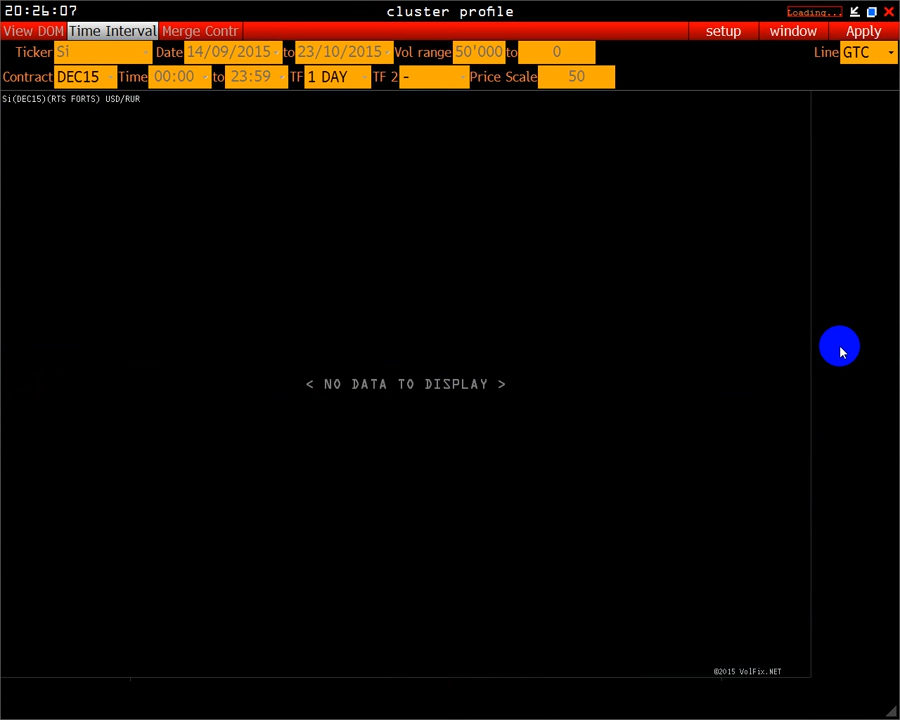 20:26:07 cluster profile Loading...
View DOM Time Interval Merge Contr setup window Apply
Ticker Si Date 14/09/2015 to 23/10/2015 Vol range 50'000 to 0 Line GTC
Contract DEC15 Time 00:00 to 23:59 TF 1 DAY TF 2 - Price Scale 50
Si(DEC15)(RTS FORTS) USD/RUR
< NO DATA TO DISPLAY >
©2015 VolFix.NET